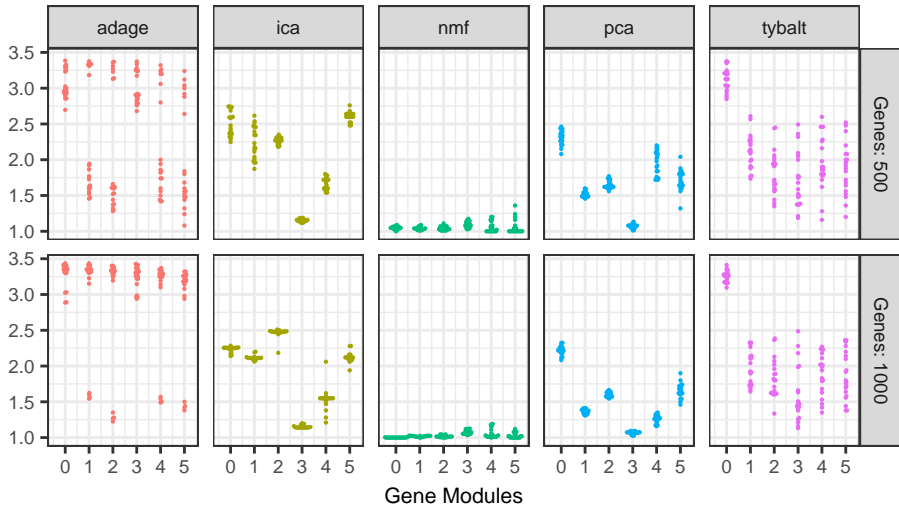 adage ica nmf pca tybalt
3.5
3.0
2.5
2.0
1.5
1.0
Genes: 500
3.5
3.0
2.5
2.0
1.5
1.0
Genes: 1000
0 1 2 3 4 5 0 1 2 3 4 5 0 1 2 3 4 5 0 1 2 3 4 5 0 1 2 3 4 5
Gene Modules